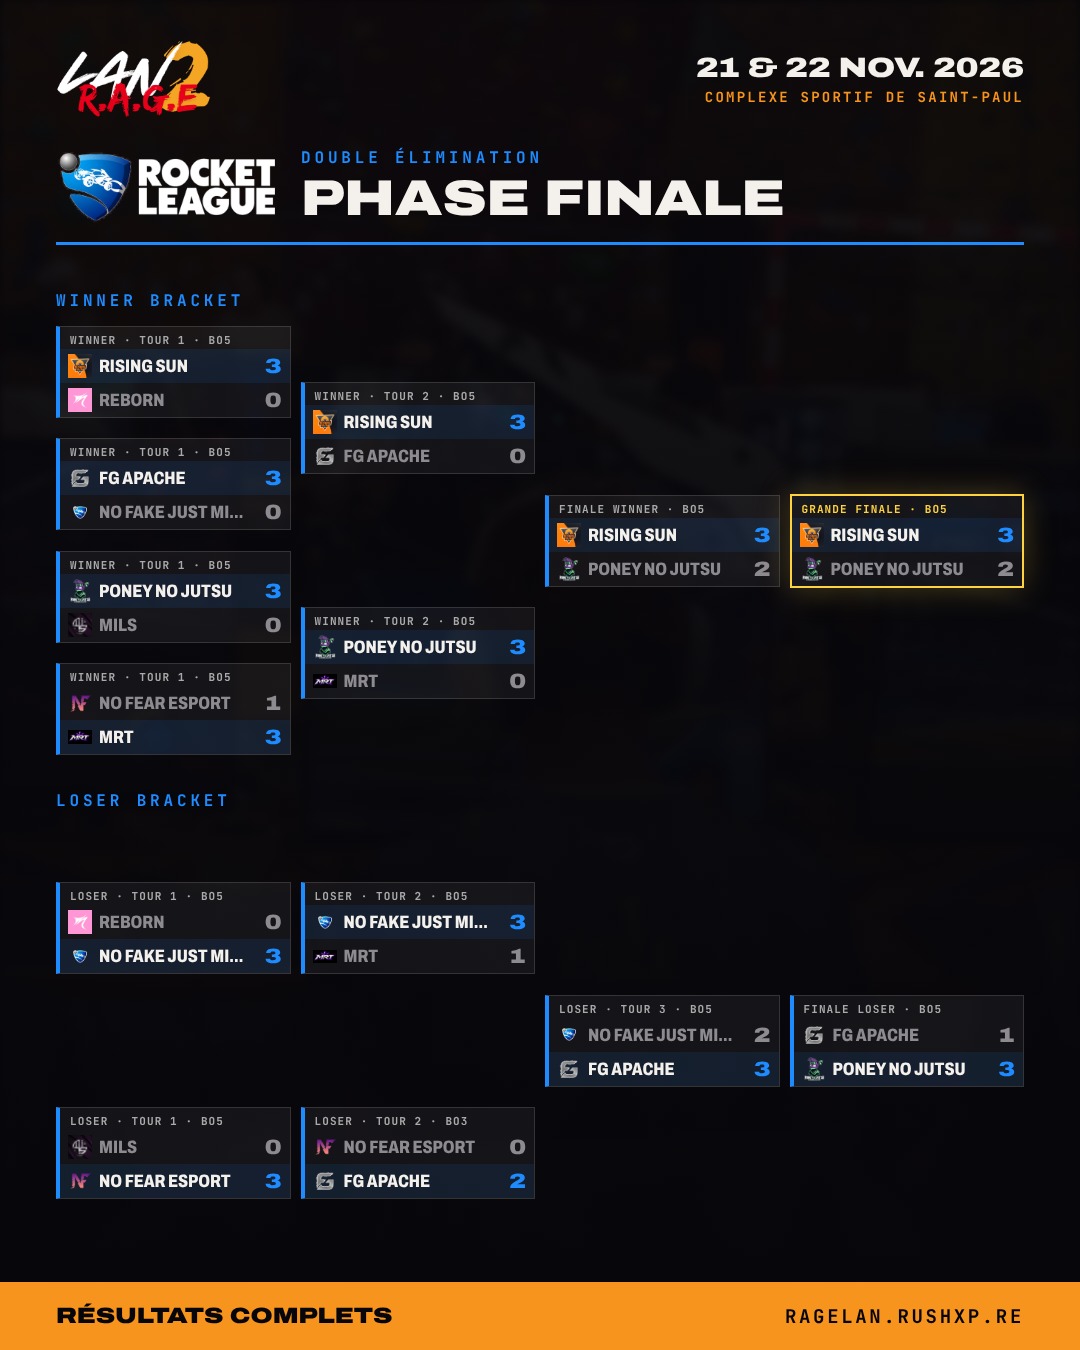 LAN 2
R.A.G.E
21 & 22 NOV. 2026
COMPLEXE SPORTIF DE SAINT-PAUL
ROCKET
LEAGUE
DOUBLE ÉLIMINATION
PHASE FINALE
WINNER BRACKET
WINNER · TOUR 1 · BO5
RISING SUN 3
REBORN 0
WINNER · TOUR 1 · BO5
FG APACHE 3
NO FAKE JUST MI... 0
WINNER · TOUR 1 · BO5
PONEY NO JUTSU 3
MILS 0
WINNER · TOUR 1 · BO5
NO FEAR ESPORT 1
MRT 3
WINNER · TOUR 2 · BO5
RISING SUN 3
FG APACHE 0
WINNER · TOUR 2 · BO5
PONEY NO JUTSU 3
MRT 0
FINALE WINNER · BO5
RISING SUN 3
PONEY NO JUTSU 2
GRANDE FINALE · BO5
RISING SUN 3
PONEY NO JUTSU 2
LOSER BRACKET
LOSER · TOUR 1 · BO5
REBORN 0
NO FAKE JUST MI... 3
LOSER · TOUR 1 · BO5
MILS 0
NO FEAR ESPORT 3
LOSER · TOUR 2 · BO5
NO FAKE JUST MI... 3
MRT 1
LOSER · TOUR 2 · BO3
NO FEAR ESPORT 0
FG APACHE 2
LOSER · TOUR 3 · BO5
NO FAKE JUST MI... 2
FG APACHE 3
FINALE LOSER · BO5
FG APACHE 1
PONEY NO JUTSU 3
RÉSULTATS COMPLETS
RAGELAN.RUSHXP.RE